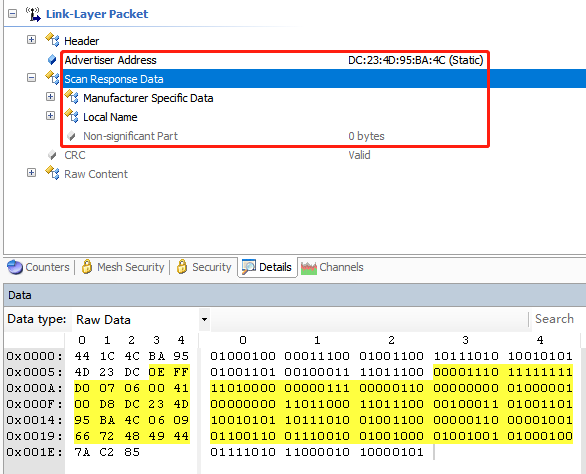 Link-Layer Packet
Header
Advertiser Address DC:23:4D:95:BA:4C (Static)
Scan Response Data
Manufacturer Specific Data
Local Name
Non-significant Part 0 bytes
CRC Valid
Raw Content
Counters Mesh Security Security Details Channels
Data
Data type: Raw Data Search
0 1 2 3 4 0 1 2 3 4
0x0000: 44 1C 4C BA 95 01000100 00011100 01001100 10111010 10010101
0x0005: 4D 23 DC 0E FF 01001101 00100011 11011100 00001110 11111111
0x000A: D0 07 06 00 41 11010000 00000111 00000110 00000000 01000001
0x000F: 00 D8 DC 23 4D 00000000 11011000 11011100 00100011 01001101
0x0014: 95 BA 4C 06 09 10010101 10111010 01001100 00000110 00001001
0x0019: 66 72 48 49 44 01100110 01110010 01001000 01001001 01000100
0x001E: 7A C2 85 01111010 11000010 10000101